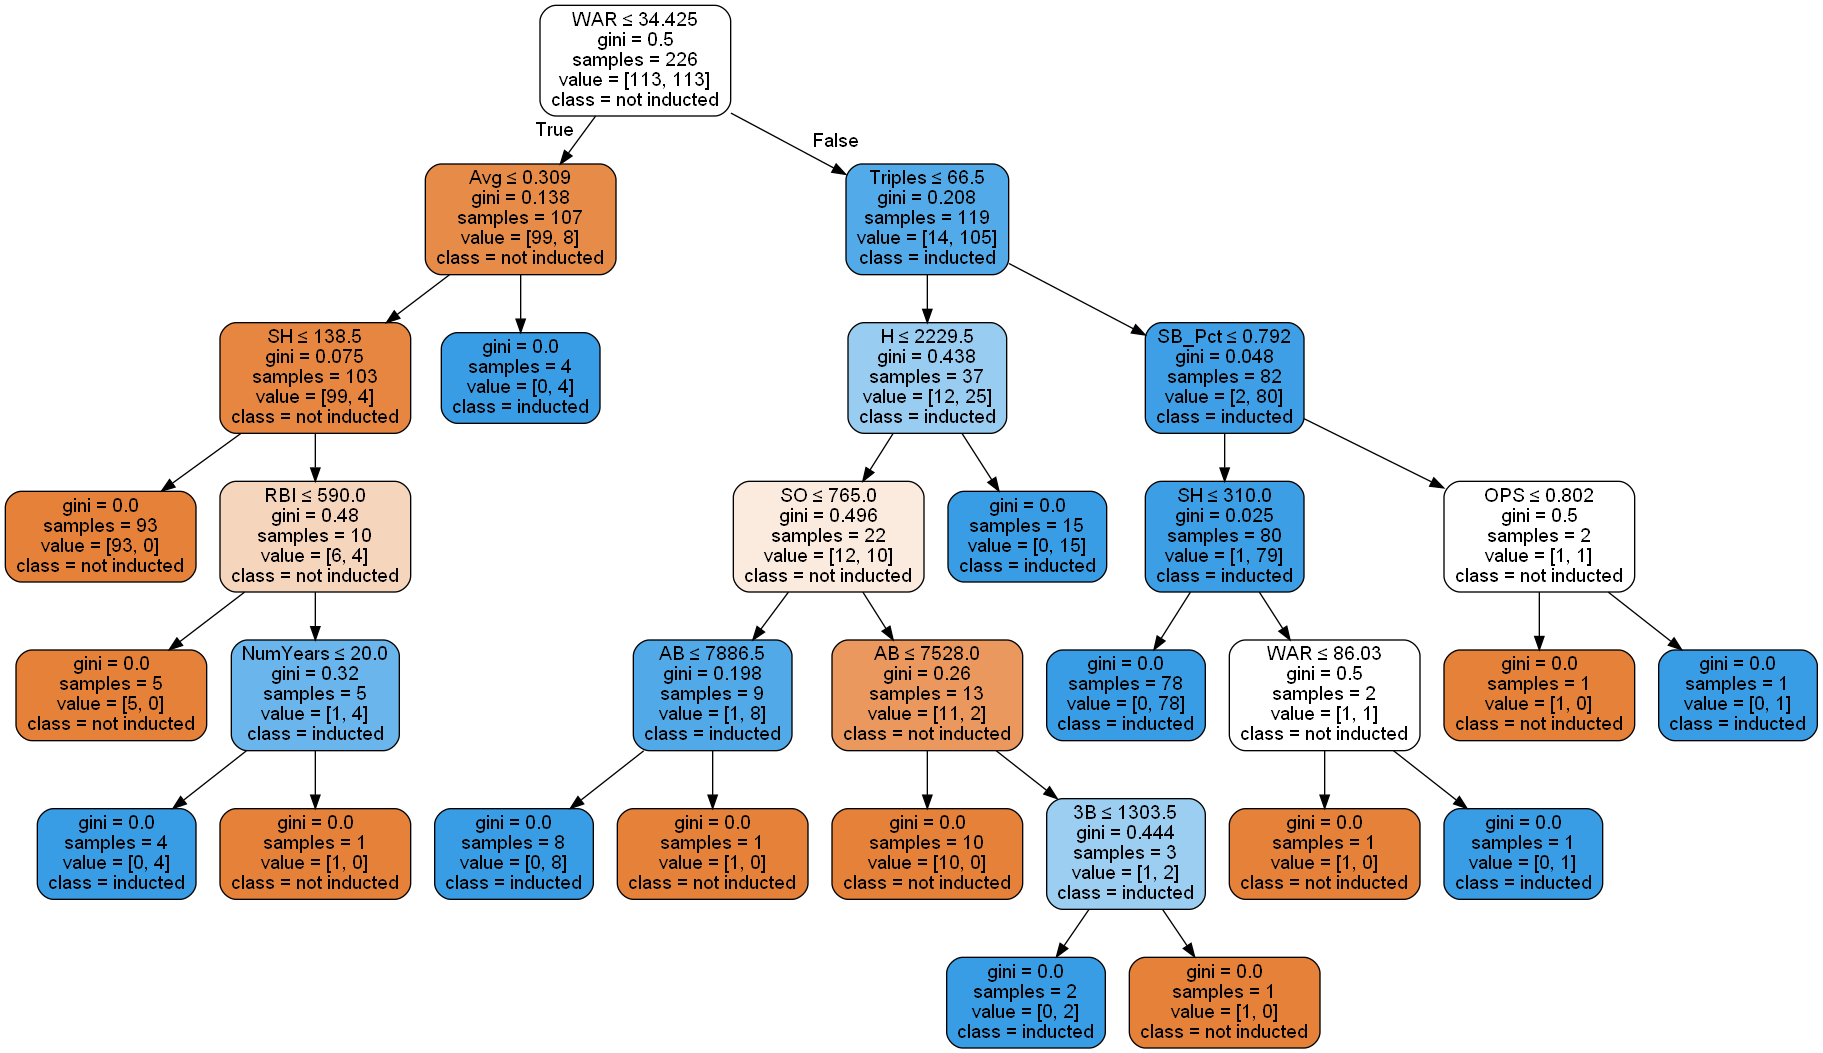 WAR ≤ 34.425
gini = 0.5
samples = 226
value = [113, 113]
class = not inducted
True
False
Avg ≤ 0.309
gini = 0.138
samples = 107
value = [99, 8]
class = not inducted
Triples ≤ 66.5
gini = 0.208
samples = 119
value = [14, 105]
class = inducted
SH ≤ 138.5
gini = 0.075
samples = 103
value = [99, 4]
class = not inducted
gini = 0.0
samples = 4
value = [0, 4]
class = inducted
H ≤ 2229.5
gini = 0.438
samples = 37
value = [12, 25]
class = inducted
SB_Pct ≤ 0.792
gini = 0.048
samples = 82
value = [2, 80]
class = inducted
gini = 0.0
samples = 93
value = [93, 0]
class = not inducted
RBI ≤ 590.0
gini = 0.48
samples = 10
value = [6, 4]
class = not inducted
SO ≤ 765.0
gini = 0.496
samples = 22
value = [12, 10]
class = not inducted
gini = 0.0
samples = 15
value = [0, 15]
class = inducted
SH ≤ 310.0
gini = 0.025
samples = 80
value = [1, 79]
class = inducted
OPS ≤ 0.802
gini = 0.5
samples = 2
value = [1, 1]
class = not inducted
gini = 0.0
samples = 5
value = [5, 0]
class = not inducted
NumYears ≤ 20.0
gini = 0.32
samples = 5
value = [1, 4]
class = inducted
AB ≤ 7886.5
gini = 0.198
samples = 9
value = [1, 8]
class = inducted
AB ≤ 7528.0
gini = 0.26
samples = 13
value = [11, 2]
class = not inducted
gini = 0.0
samples = 78
value = [0, 78]
class = inducted
WAR ≤ 86.03
gini = 0.5
samples = 2
value = [1, 1]
class = not inducted
gini = 0.0
samples = 1
value = [1, 0]
class = not inducted
gini = 0.0
samples = 1
value = [0, 1]
class = inducted
gini = 0.0
samples = 4
value = [0, 4]
class = inducted
gini = 0.0
samples = 1
value = [1, 0]
class = not inducted
gini = 0.0
samples = 8
value = [0, 8]
class = inducted
gini = 0.0
samples = 1
value = [1, 0]
class = not inducted
gini = 0.0
samples = 10
value = [10, 0]
class = not inducted
3B ≤ 1303.5
gini = 0.444
samples = 3
value = [1, 2]
class = inducted
gini = 0.0
samples = 1
value = [1, 0]
class = not inducted
gini = 0.0
samples = 1
value = [0, 1]
class = inducted
gini = 0.0
samples = 2
value = [0, 2]
class = inducted
gini = 0.0
samples = 1
value = [1, 0]
class = not inducted